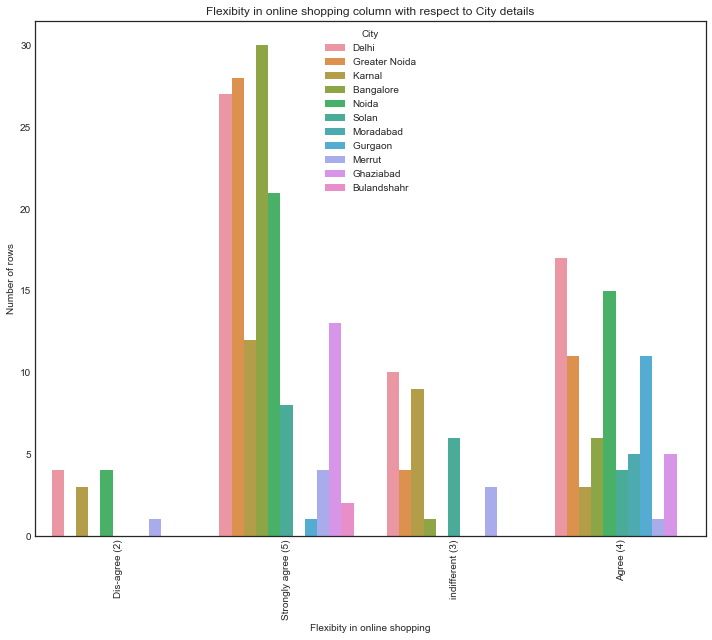 Flexibity in online shopping column with respect to City details
City
Delhi
Greater Noida
Karnal
Bangalore
Noida
Solan
Moradabad
Gurgaon
Merrut
Ghaziabad
Bulandshahr
Number of rows
30
25
20
15
10
5
0
Dis-agree (2)
Strongly agree (5)
indifferent (3)
Agree (4)
Flexibity in online shopping